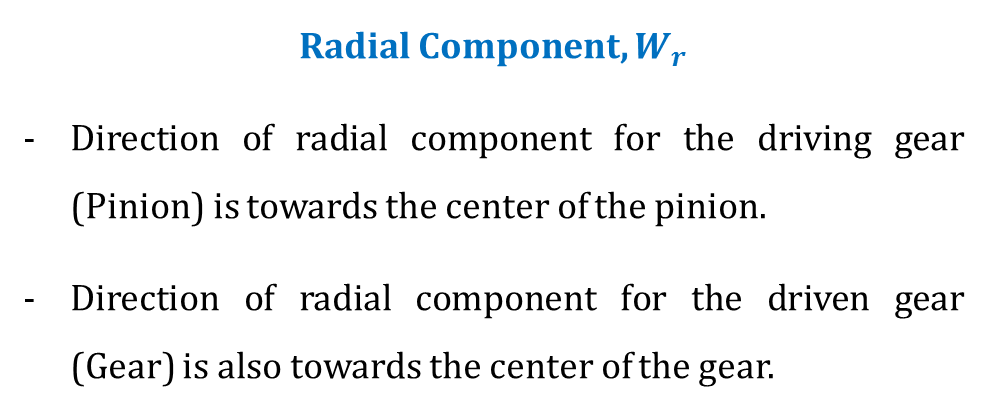 Radial Component, Wr
- Direction of radial component for the driving gear
(Pinion) is towards the center of the pinion.
- Direction of radial component for the driven gear
(Gear) is also towards the center of the gear.